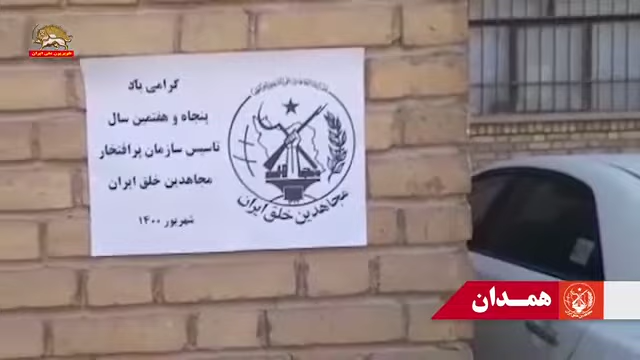 گرامی باد
پنجاه و هفتمین سال
تاسیس سازمان پرافتخار
مجاهدین خلق ایران
شهریور ۱۴۰۰
مجاهدین خلق ایران
همدان